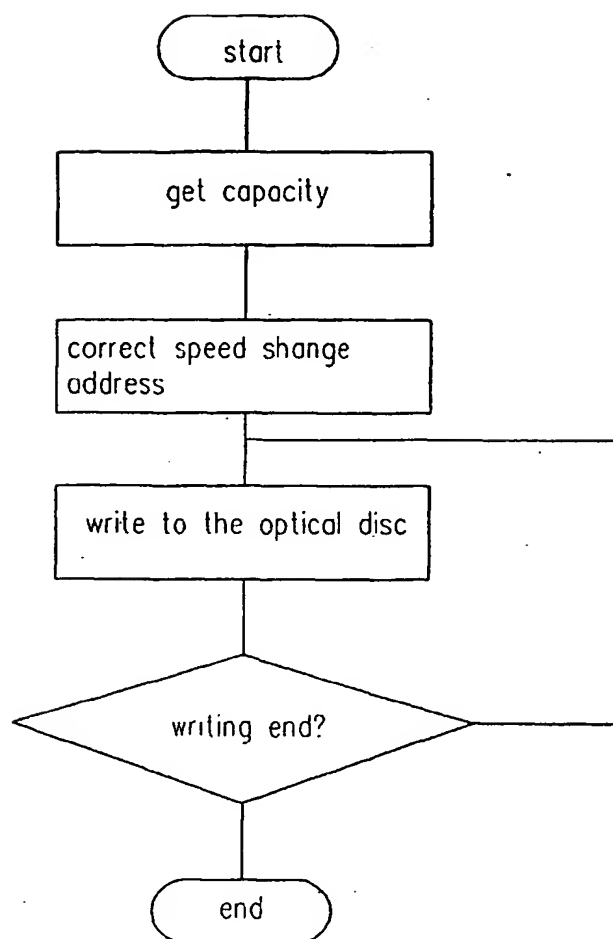 start
get capacity
correct speed shange
address
write to the optical disc
writing end?
end